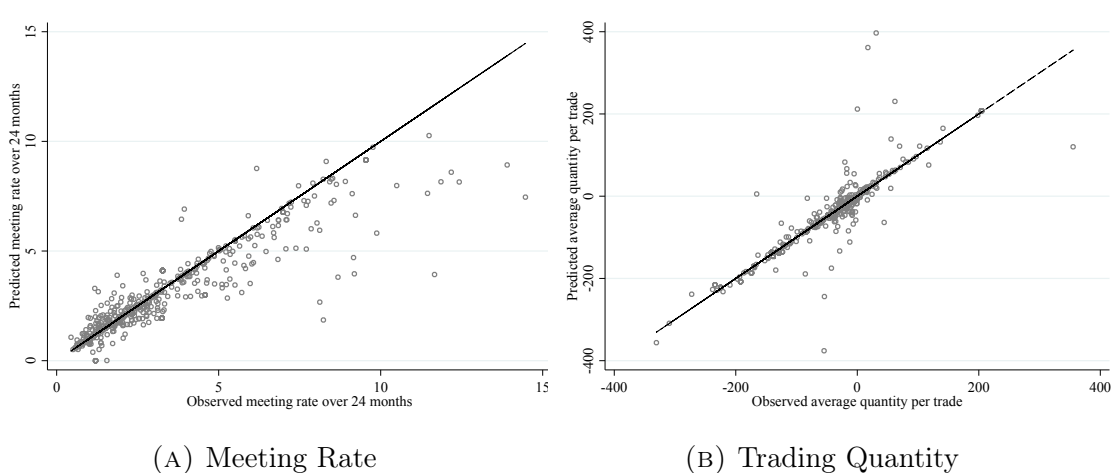 15
10
5
0
Predicted meeting rate over 24 months
0 5 10 15
Observed meeting rate over 24 months
(A) Meeting Rate
400
200
0
-200
-400
Predicted average quantity per trade
-400 -200 0 200 400
Observed average quantity per trade
(B) Trading Quantity